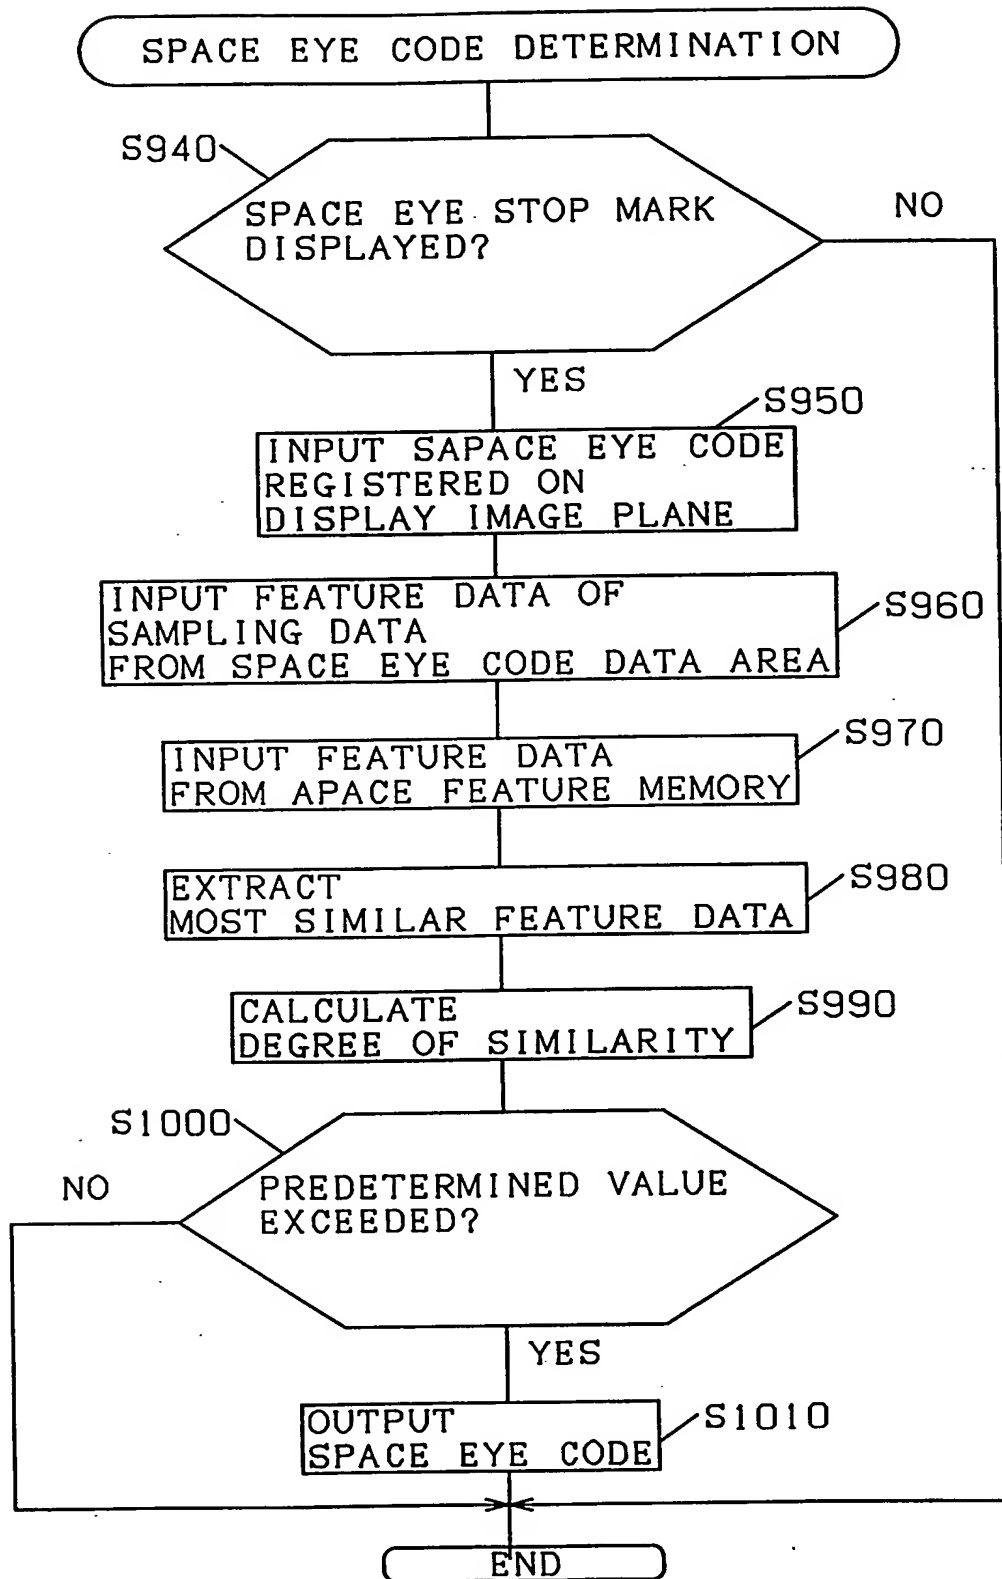 SPACE EYE CODE DETERMINATION
S940
SPACE EYE STOP MARK
DISPLAYED?
NO
YES
S950
INPUT SAPACE EYE CODE
REGISTERED ON
DISPLAY IMAGE PLANE
INPUT FEATURE DATA OF
SAMPLING DATA
FROM SPACE EYE CODE DATA AREA
S960
INPUT FEATURE DATA
FROM APACE FEATURE MEMORY
S970
EXTRACT
MOST SIMILAR FEATURE DATA
S980
CALCULATE
DEGREE OF SIMILARITY
S990
S1000
NO
PREDETERMINED VALUE
EXCEEDED?
YES
OUTPUT
SPACE EYE CODE
S1010
END